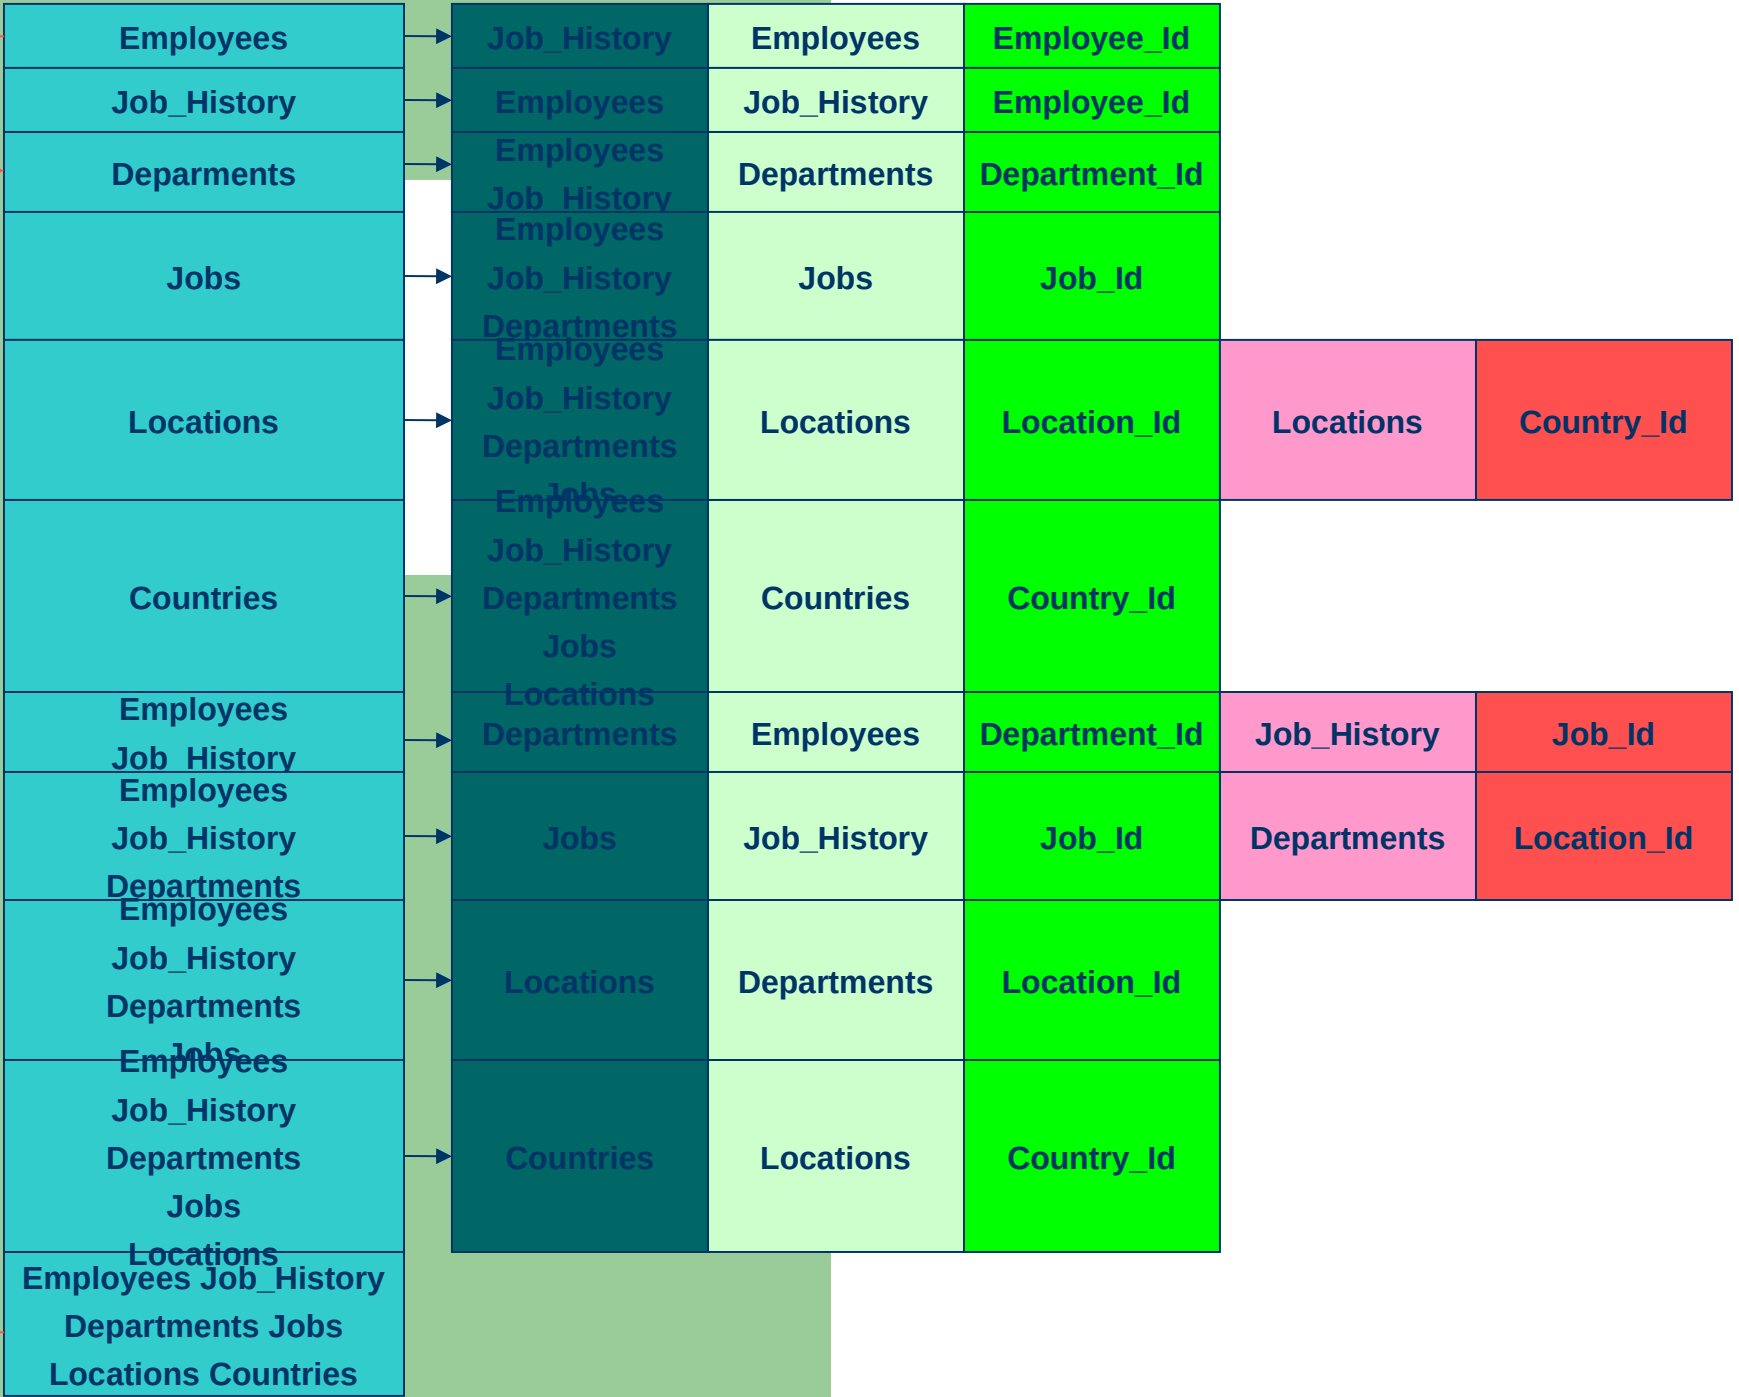 Employees Job_History Employees Employee_Id
Job_History Employees Job_History Employee_Id
Deparments
Employees
Job_History
Departments Department_Id
Jobs
Employees
Job_History
Departments
Jobs Job_Id
Locations
Employees
Job_History
Departments
Jobs
Locations Location_Id Locations Country_Id
Countries
Employees
Job_History
Departments
Jobs
Locations
Countries Country_Id
Employees
Job_History
Departments Employees Department_Id Job_History Job_Id
Employees
Job_History
Departments
Jobs Job_History Job_Id Departments Location_Id
Employees
Job_History
Departments
Jobs
Locations Departments Location_Id
Employees
Job_History
Departments
Jobs
Locations
Countries Locations Country_Id
Employees Job_History
Departments Jobs
Locations Countries